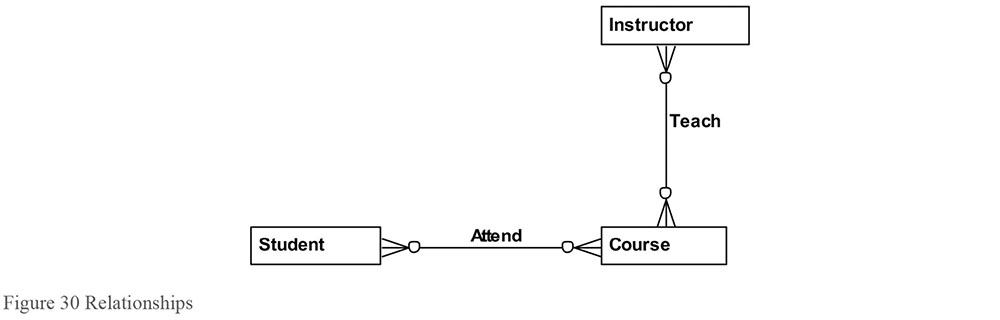 Instructor
Teach
Student
Attend
Course
Figure 30 Relationships